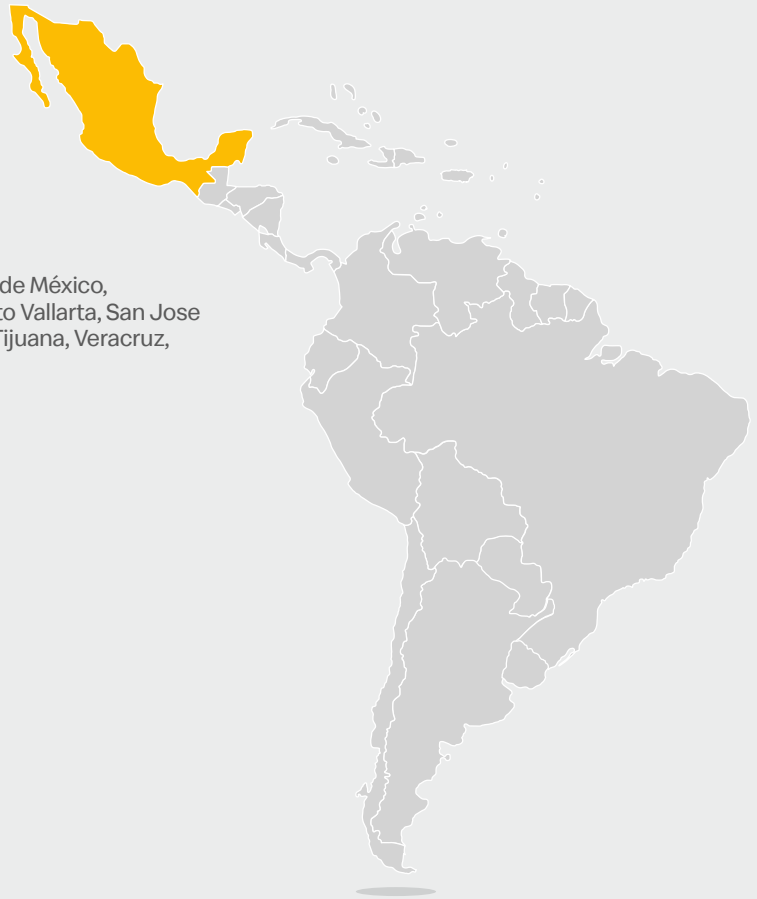 de México,
to Vallarta, San Jose
Tijuana, Veracruz,